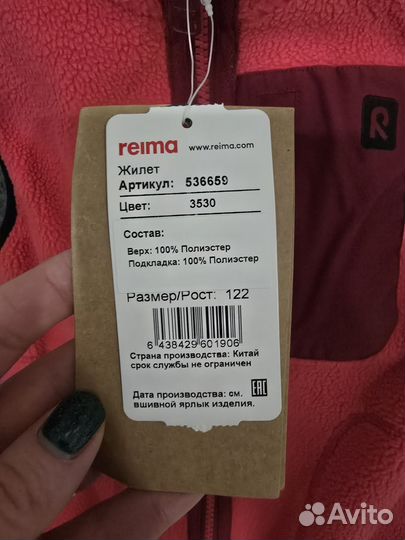 reima www.reima.com
Жилет
Артикул: 536659
Цвет: 3530
Состав:
Верх: 100% Полиэстер
Подкладка: 100% Полиэстер
Размер/Рост: 122
6 438429 601906
Страна производства: Китай
срок службы не ограничен
Дата производства: см.
вшивной ярлык изделия.
EAC
R
Avito